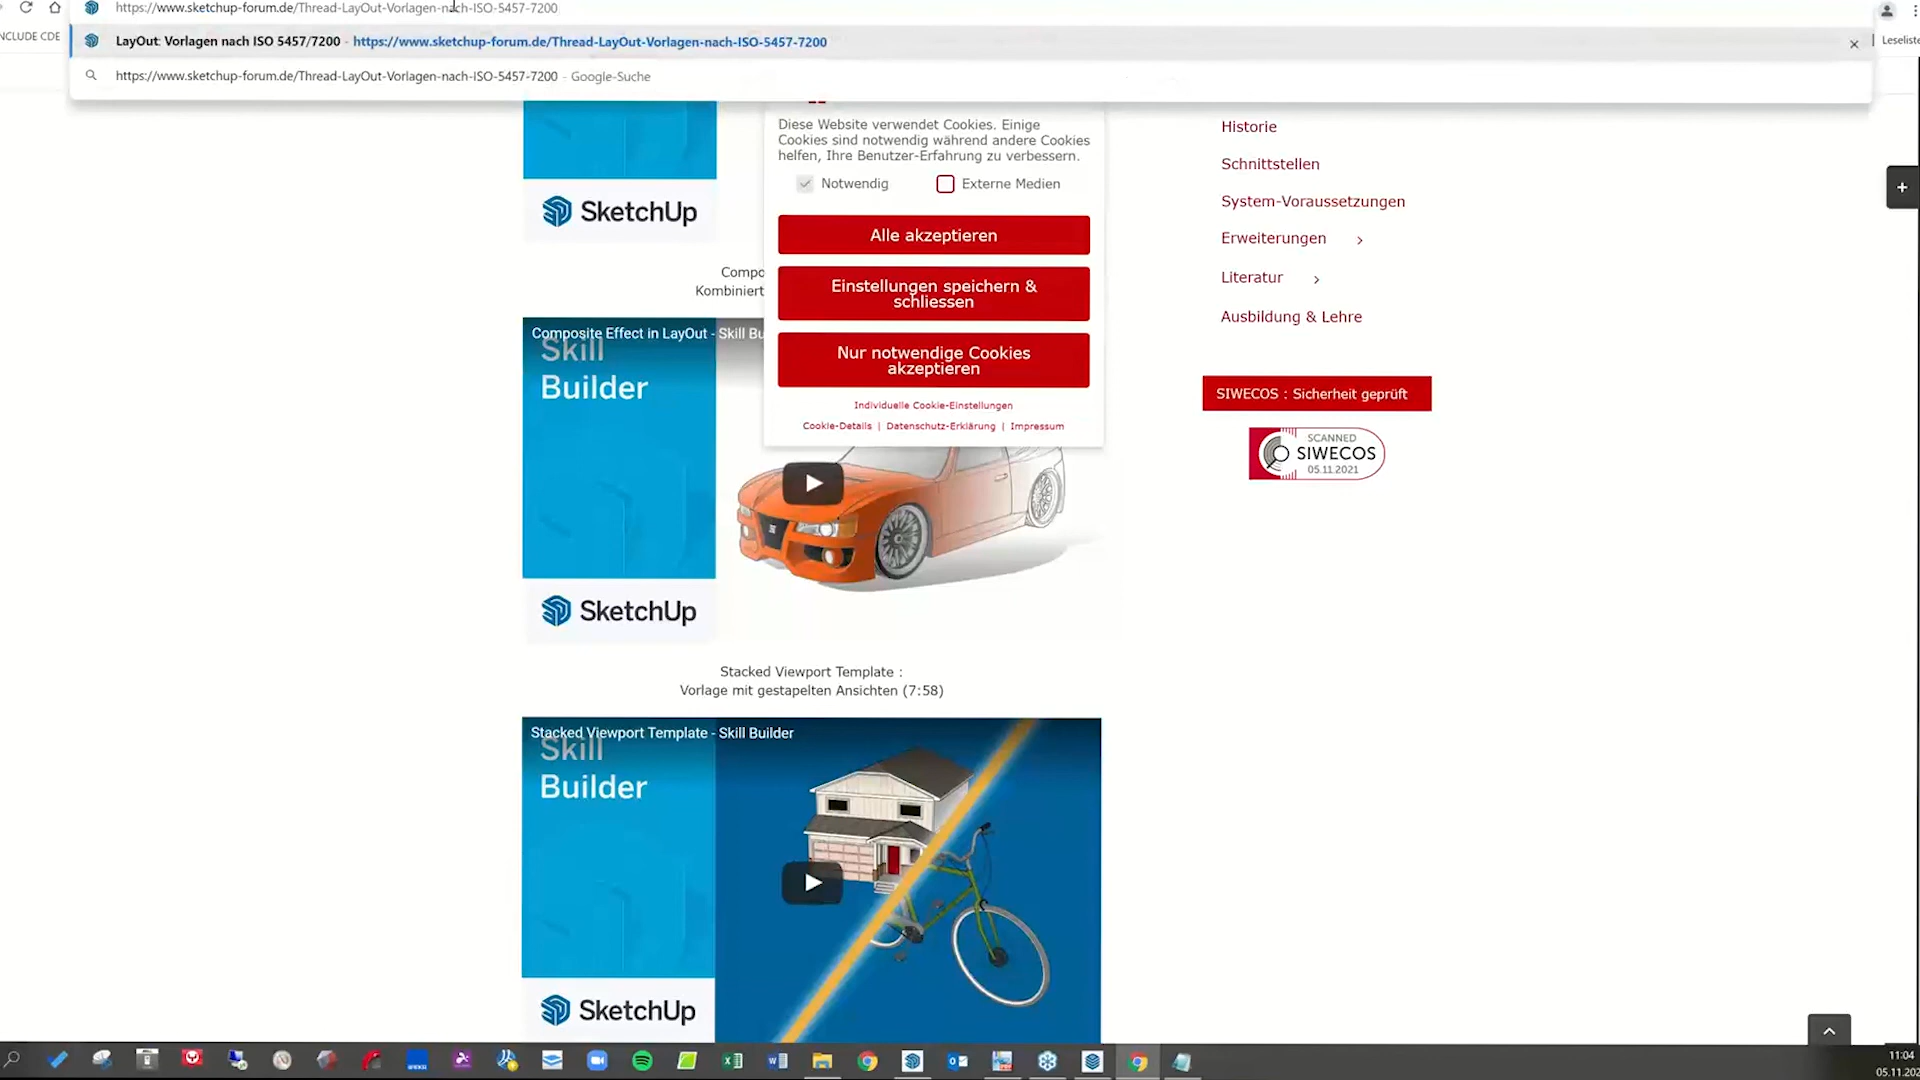 https://www.sketchup-forum.de/Thread-LayOut-Vorlagen-nach-ISO-5457-7200
NCLUDE CDE
LayOut: Vorlagen nach ISO 5457/7200 - https://www.sketchup-forum.de/Thread-LayOut-Vorlagen-nach-ISO-5457-7200
Leseliste
https://www.sketchup-forum.de/Thread-LayOut-Vorlagen-nach-ISO-5457-7200 - Google-Suche
Diese Website verwendet Cookies. Einige
Cookies sind notwendig während andere Cookies
helfen, Ihre Benutzer-Erfahrung zu verbessern.
Notwendig
Externe Medien
Alle akzeptieren
Einstellungen speichern &
schliessen
Nur notwendige Cookies
akzeptieren
Individuelle Cookie-Einstellungen
Cookie-Details | Datenschutz-Erklärung | Impressum
SketchUp
Compo
Kombiniert
Composite Effect in LayOut - Skill Bu
Skill
Builder
SketchUp
Stacked Viewport Template :
Vorlage mit gestapelten Ansichten (7:58)
Stacked Viewport Template - Skill Builder
Skill
Builder
SketchUp
Historie
Schnittstellen
System-Voraussetzungen
Erweiterungen
Literatur
Ausbildung & Lehre
SIWECOS : Sicherheit geprüft
SCANNED
SIWECOS
05.11.2021
11:04
05.11.202